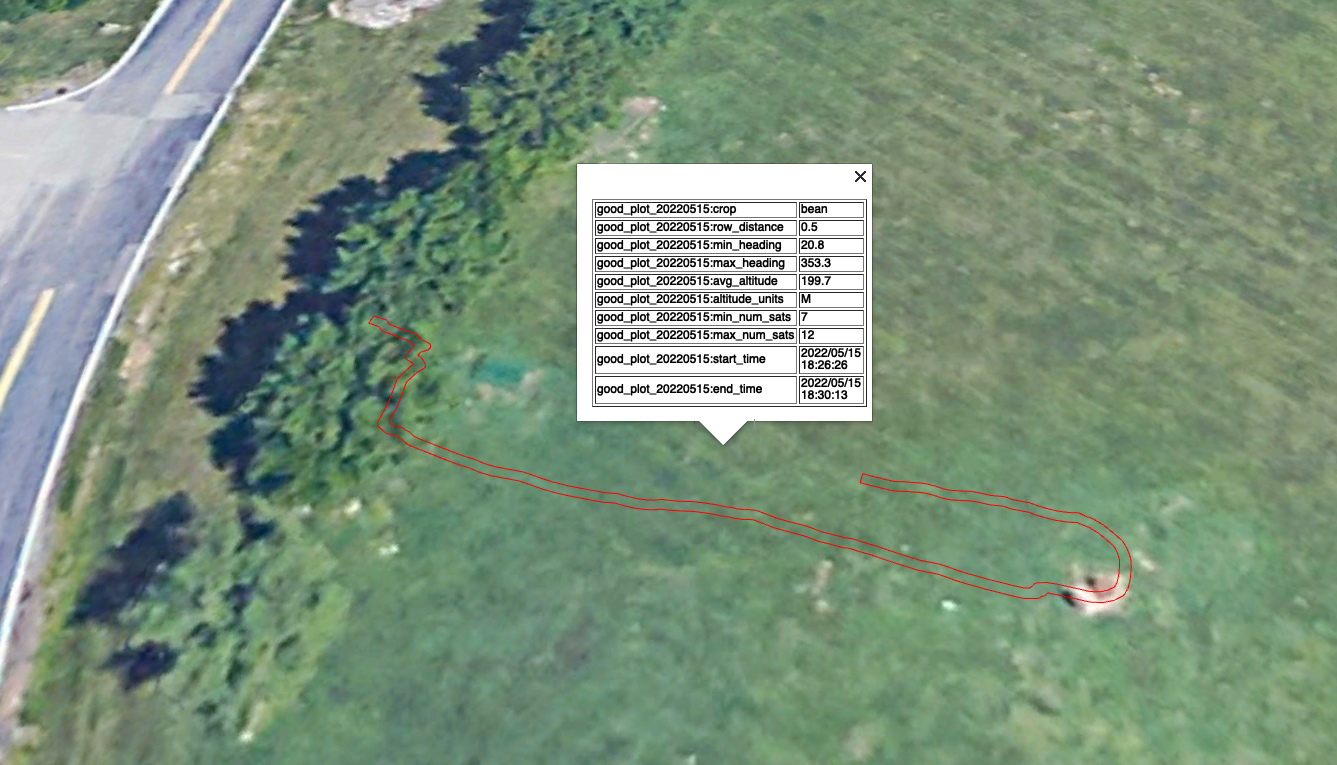 good_plot_20220515:crop bean
good_plot_20220515:row_distance 0.5
good_plot_20220515:min_heading 20.8
good_plot_20220515:max_heading 353.3
good_plot_20220515:avg_altitude 199.7
good_plot_20220515:altitude_units M
good_plot_20220515:min_num_sats 7
good_plot_20220515:max_num_sats 12
good_plot_20220515:start_time 2022/05/15
18:26:26
good_plot_20220515:end_time 2022/05/15
18:30:13